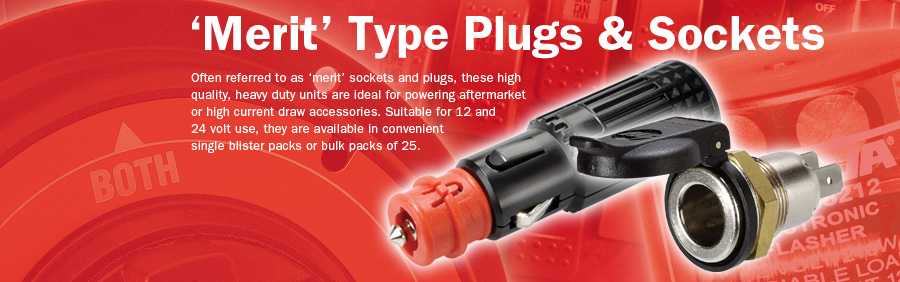 ‘Merit’ Type Plugs & Sockets
Often referred to as ‘merit’ sockets and plugs, these high
quality, heavy duty units are ideal for powering aftermarket
or high current draw accessories. Suitable for 12 and
24 volt use, they are available in convenient
single blister packs or bulk packs of 25.
BOTH
FAN
OFF